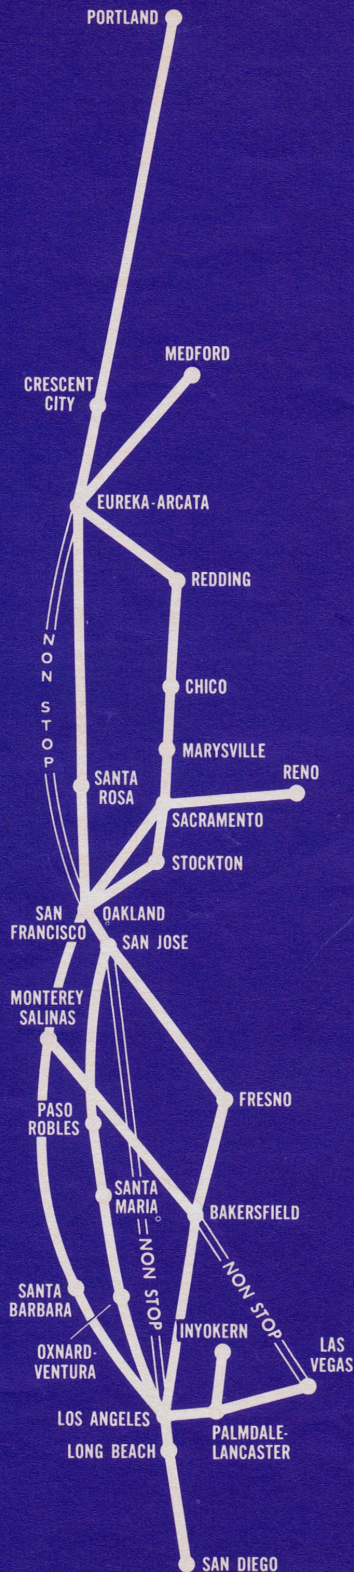 PORTLAND
MEDFORD
CRESCENT
CITY
EUREKA-ARCATA
REDDING
NON STOP
CHICO
MARYSVILLE
RENO
SANTA
ROSA
SACRAMENTO
STOCKTON
SAN
FRANCISCO
OAKLAND
SAN JOSE
MONTEREY
SALINAS
FRESNO
PASO
ROBLES
SANTA
MARIA
BAKERSFIELD
NON STOP
NON STOP
SANTA
BARBARA
INYOKERN
OXNARD-
VENTURA
LAS
VEGAS
LOS ANGELES
PALMDALE-
LANCASTER
LONG BEACH
SAN DIEGO